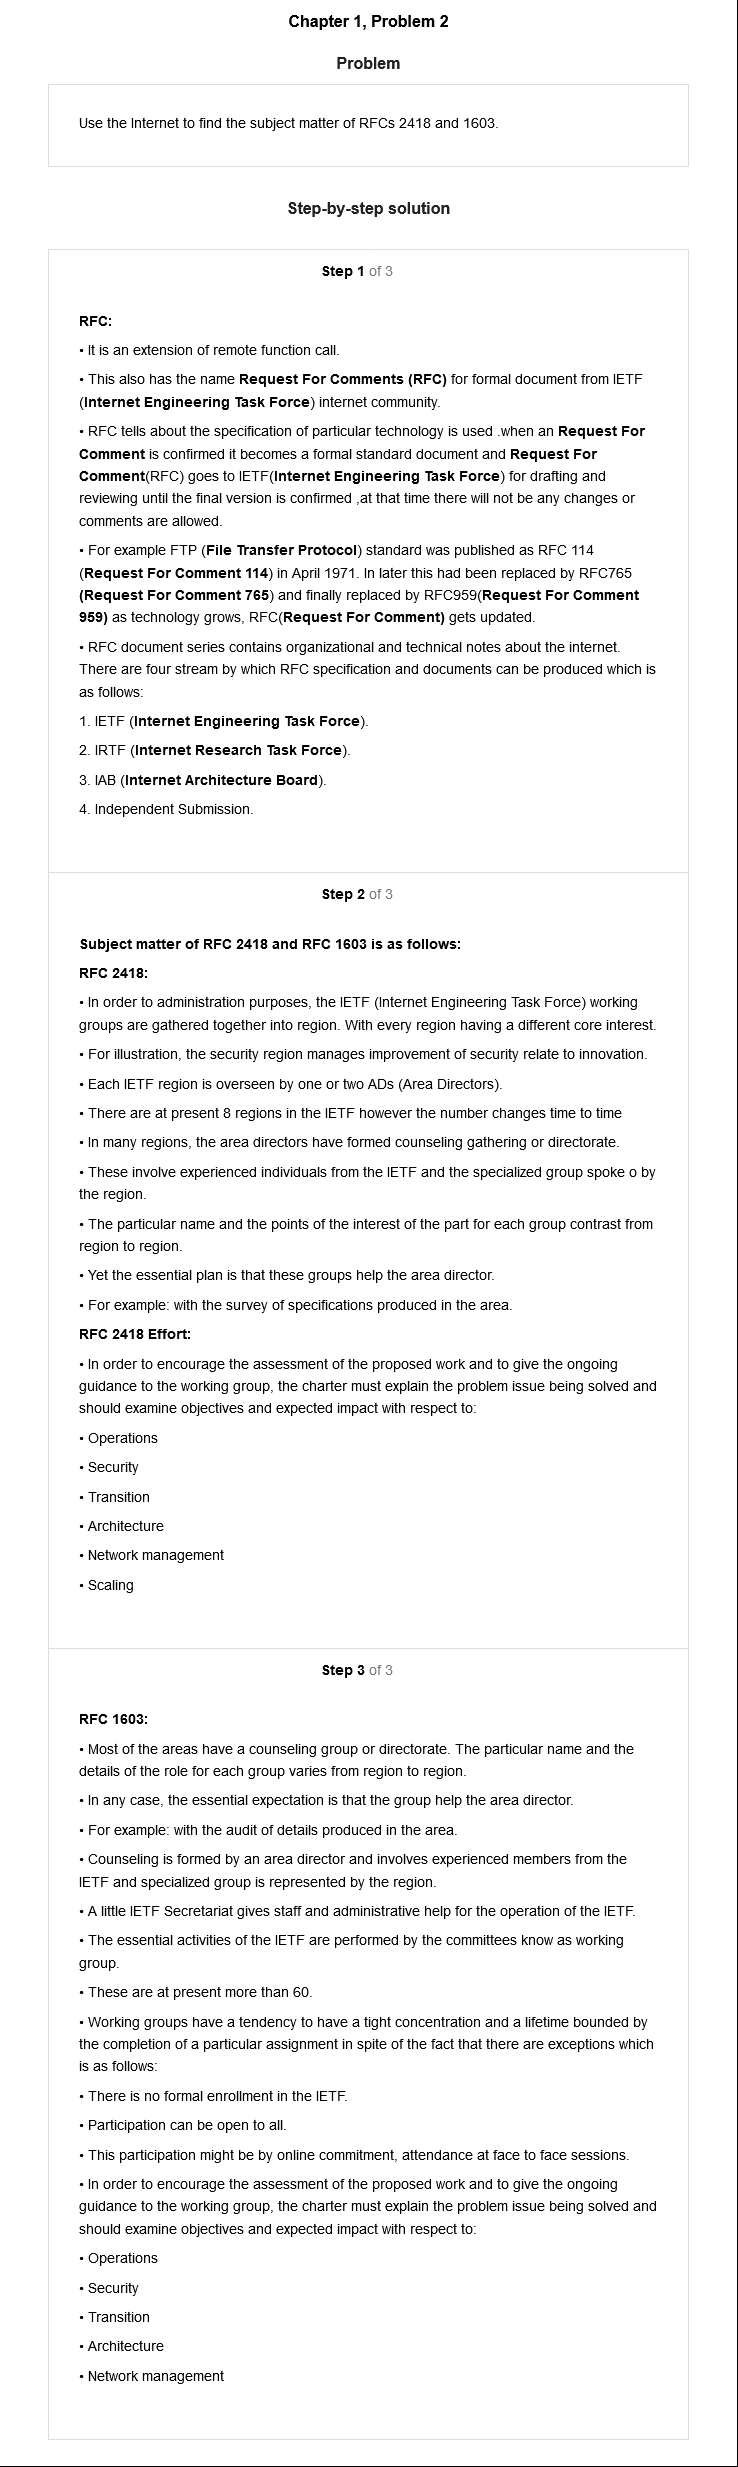 Chapter 1, Problem 2
Problem
Use the Internet to find the subject matter of RFCs 2418 and 1603.
Step-by-step solution
Step 1 of 3
RFC:
• It is an extension of remote function call.
• This also has the name Request For Comments (RFC) for formal document from IETF
(Internet Engineering Task Force) internet community.
• RFC tells about the specification of particular technology is used .when an Request For
Comment is confirmed it becomes a formal standard document and Request For
Comment(RFC) goes to IETF(Internet Engineering Task Force) for drafting and
reviewing until the final version is confirmed ,at that time there will not be any changes or
comments are allowed.
• For example FTP (File Transfer Protocol) standard was published as RFC 114
(Request For Comment 114) in April 1971. In later this had been replaced by RFC765
(Request For Comment 765) and finally replaced by RFC959(Request For Comment
959) as technology grows, RFC(Request For Comment) gets updated.
• RFC document series contains organizational and technical notes about the internet.
There are four stream by which RFC specification and documents can be produced which is
as follows:
1. IETF (Internet Engineering Task Force).
2. IRTF (Internet Research Task Force).
3. IAB (Internet Architecture Board).
4. Independent Submission.
Step 2 of 3
Subject matter of RFC 2418 and RFC 1603 is as follows:
RFC 2418:
• In order to administration purposes, the IETF (Internet Engineering Task Force) working
groups are gathered together into region. With every region having a different core interest.
• For illustration, the security region manages improvement of security relate to innovation.
• Each IETF region is overseen by one or two ADs (Area Directors).
• There are at present 8 regions in the IETF however the number changes time to time
• In many regions, the area directors have formed counseling gathering or directorate.
• These involve experienced individuals from the IETF and the specialized group spoke o by
the region.
• The particular name and the points of the interest of the part for each group contrast from
region to region.
• Yet the essential plan is that these groups help the area director.
• For example: with the survey of specifications produced in the area.
RFC 2418 Effort:
• In order to encourage the assessment of the proposed work and to give the ongoing
guidance to the working group, the charter must explain the problem issue being solved and
should examine objectives and expected impact with respect to:
• Operations
• Security
• Transition
• Architecture
• Network management
• Scaling
Step 3 of 3
RFC 1603:
• Most of the areas have a counseling group or directorate. The particular name and the
details of the role for each group varies from region to region.
• In any case, the essential expectation is that the group help the area director.
• For example: with the audit of details produced in the area.
• Counseling is formed by an area director and involves experienced members from the
IETF and specialized group is represented by the region.
• A little IETF Secretariat gives staff and administrative help for the operation of the IETF.
• The essential activities of the IETF are performed by the committees know as working
group.
• These are at present more than 60.
• Working groups have a tendency to have a tight concentration and a lifetime bounded by
the completion of a particular assignment in spite of the fact that there are exceptions which
is as follows:
• There is no formal enrollment in the IETF.
• Participation can be open to all.
• This participation might be by online commitment, attendance at face to face sessions.
• In order to encourage the assessment of the proposed work and to give the ongoing
guidance to the working group, the charter must explain the problem issue being solved and
should examine objectives and expected impact with respect to:
• Operations
• Security
• Transition
• Architecture
• Network management